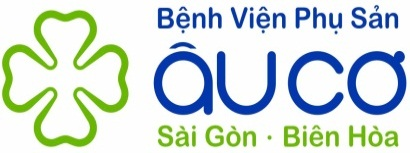 Bệnh Viện Phụ Sản
âu cơ
Sài Gòn · Biên Hòa